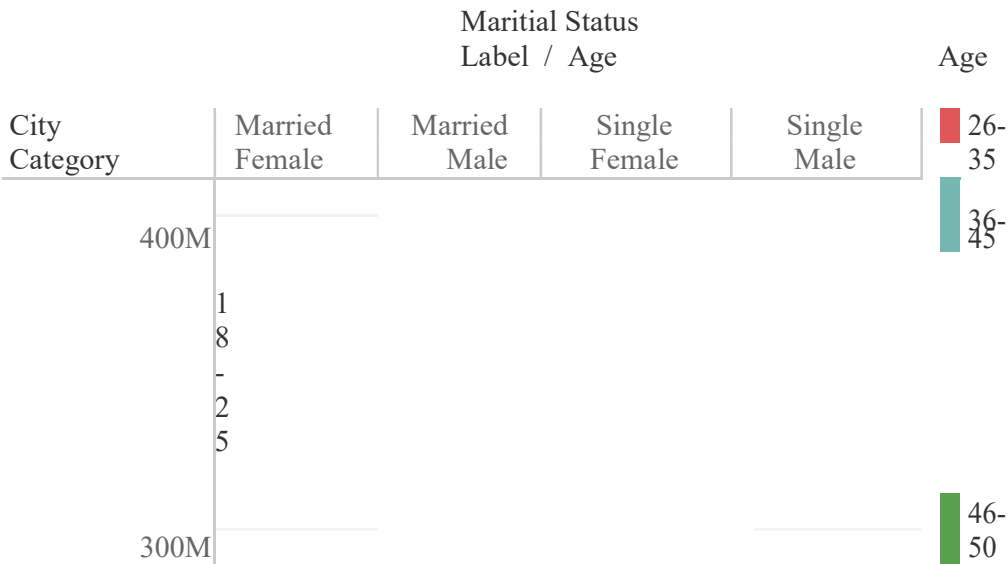 Maritial Status
Label / Age
Age
City
Category
Married
Female
Married
Male
Single
Female
Single
Male
26-
35
36-
45
400M
1
8
-
2
5
46-
50
300M